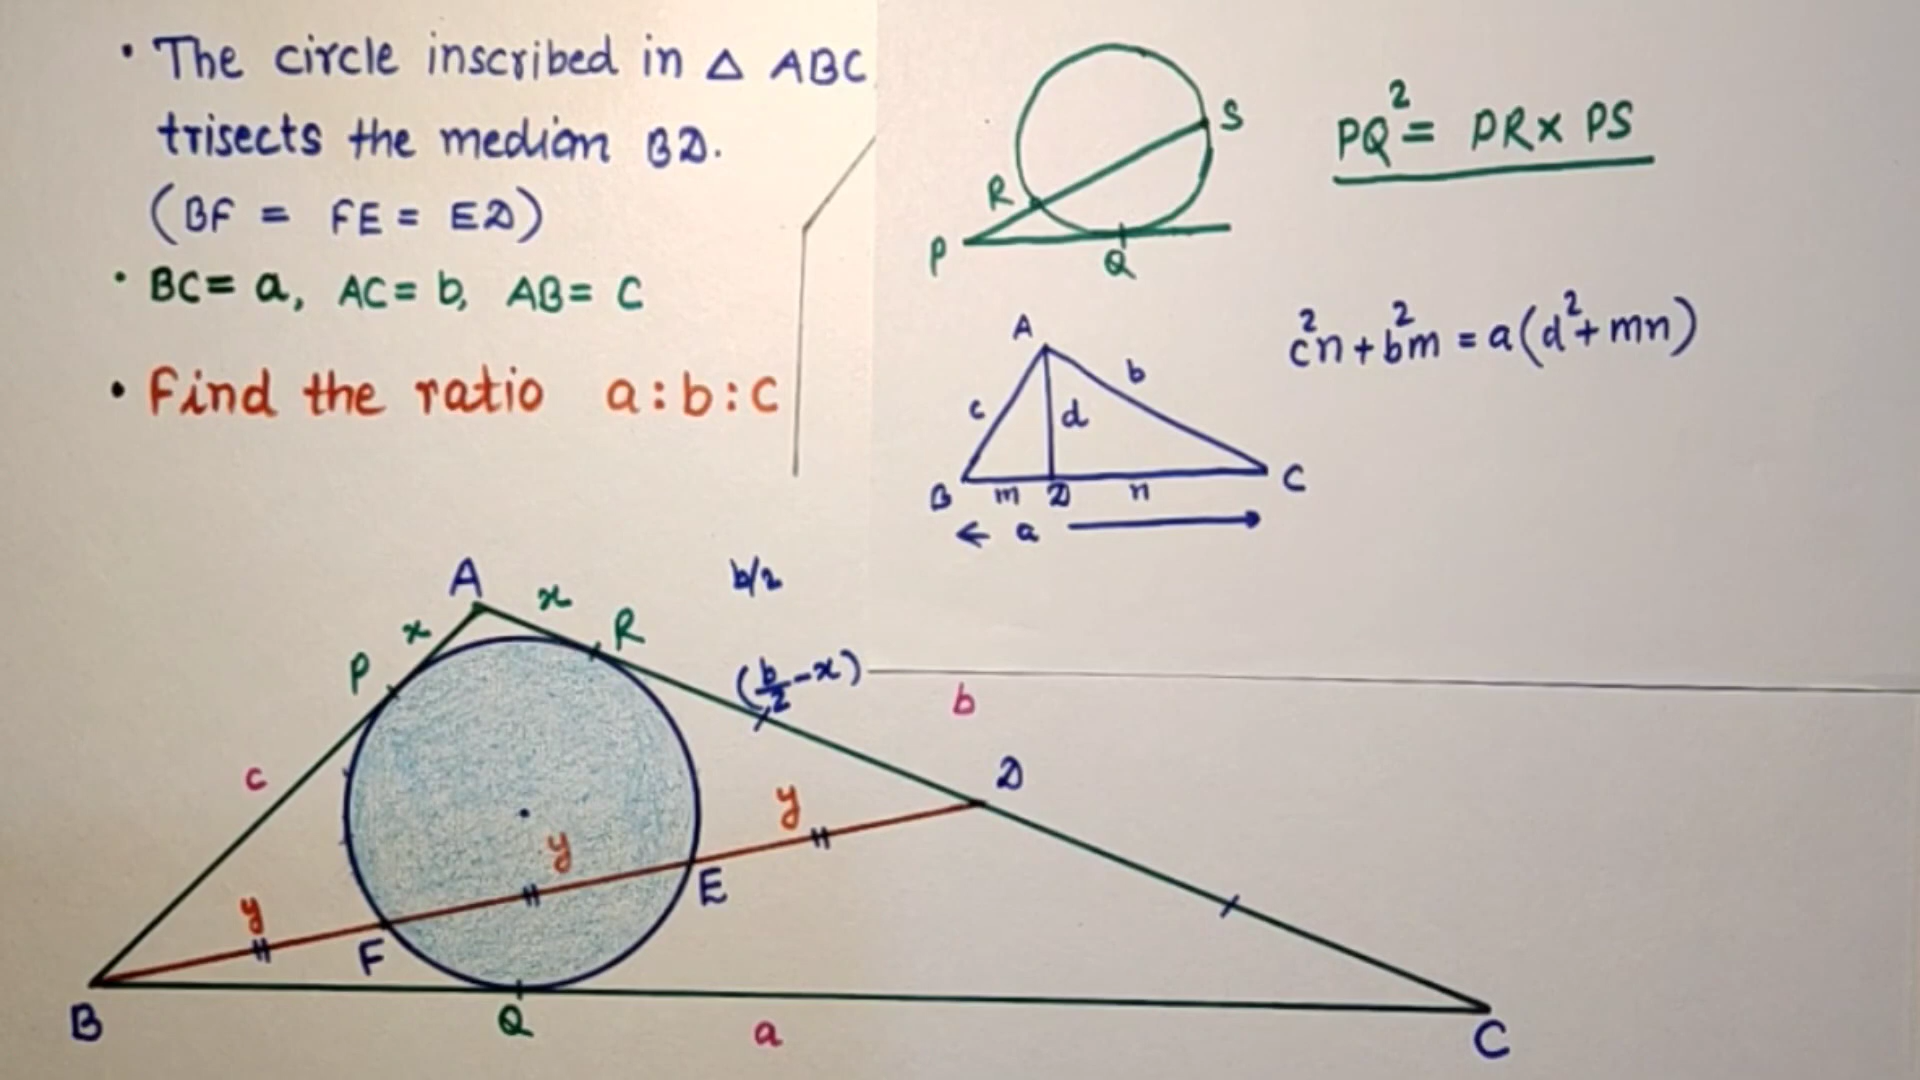 • The circle inscribed in △ ABC
trisects the median BD.
(BF = FE = ED)
• BC = a, AC = b, AB = c
• Find the ratio a : b : c
S
R
P
Q
PQ² = PR x PS
A
c
b
d
B
m
D
n
C
a
c²n + b²m = a(d² + mn)
A
x
x
P
R
b/2
(b/2 - x)
b
c
D
y
y
y
E
F
B
Q
a
C